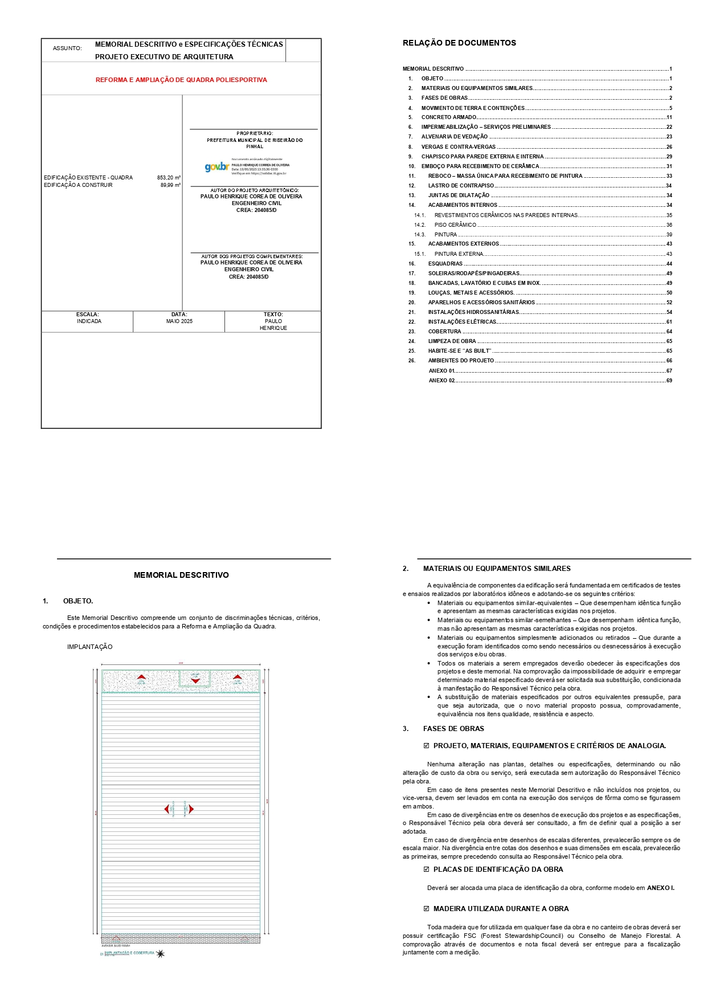 ASSUNTO:
MEMORIAL DESCRITIVO e ESPECIFICAÇÕES TÉCNICAS
PROJETO EXECUTIVO DE ARQUITETURA
REFORMA E AMPLIAÇÃO DE QUADRA POLIESPORTIVA
EDIFICAÇÃO EXISTENTE - QUADRA 853,20 m²
EDIFICAÇÃO A CONSTRUIR 89,99 m²
PROPRIETÁRIO:
PREFEITURA MUNICIPAL DE RIBEIRÃO DO
PINHAL
gov.br
Documento assinado digitalmente
PAULO HENRIQUE CORREA DE OLIVEIRA
Data: 19/05/2025 13:35:36-0300
Verifique em https://validar.iti.gov.br
AUTOR DO PROJETO ARQUITETÔNICO:
PAULO HENRIQUE COREA DE OLIVEIRA
ENGENHEIRO CIVIL
CREA: 204085/D
AUTOR DOS PROJETOS COMPLEMENTARES:
PAULO HENRIQUE COREA DE OLIVEIRA
ENGENHEIRO CIVIL
CREA: 204085/D
ESCALA:
INDICADA
DATA:
MAIO 2025
TEXTO:
PAULO
HENRIQUE
RELAÇÃO DE DOCUMENTOS
MEMORIAL DESCRITIVO 1
1. OBJETO 1
2. MATERIAIS OU EQUIPAMENTOS SIMILARES 2
3. FASES DE OBRAS 2
4. MOVIMENTO DE TERRA E CONTENÇÕES 5
5. CONCRETO ARMADO 11
6. IMPERMEABILIZAÇÃO – SERVIÇOS PRELIMINARES 22
7. ALVENARIA DE VEDAÇÃO 23
8. VERGAS E CONTRA-VERGAS 26
9. CHAPISCO PARA PAREDE EXTERNA E INTERNA 29
10. EMBOÇO PARA RECEBIMENTO DE CERÂMICA 31
11. REBOCO – MASSA ÚNICA PARA RECEBIMENTO DE PINTURA 33
12. LASTRO DE CONTRAPISO 34
13. JUNTAS DE DILATAÇÃO 34
14. ACABAMENTOS INTERNOS 34
14.1. REVESTIMENTOS CERÂMICOS NAS PAREDES INTERNAS 35
14.2. PISO CERÂMICO 36
14.3. PINTURA 39
15. ACABAMENTOS EXTERNOS 43
15.1. PINTURA EXTERNA 43
16. ESQUADRIAS 44
17. SOLEIRAS/RODAPÉS/PINGADEIRAS 49
18. BANCADAS, LAVATÓRIO E CUBAS EM INOX. 49
19. LOUÇAS, METAIS E ACESSÓRIOS. 50
20. APARELHOS E ACESSÓRIOS SANITÁRIOS 52
21. INSTALAÇÕES HIDROSSANITÁRIAS 54
22. INSTALAÇÕES ELÉTRICAS 61
23. COBERTURA 64
24. LIMPEZA DE OBRA 65
25. HABITE-SE E "AS BUILT" 65
26. AMBIENTES DO PROJETO 66
ANEXO 01 67
ANEXO 02 69
MEMORIAL DESCRITIVO
1. OBJETO.
Este Memorial Descritivo compreende um conjunto de discriminações técnicas, critérios,
condições e procedimentos estabelecidos para a Reforma e Ampliação da Quadra.
IMPLANTAÇÃO
AVENIDA JULIO FARAH
01 IMPLANTACAO E COBERTURA
2. MATERIAIS OU EQUIPAMENTOS SIMILARES
A equivalência de componentes da edificação será fundamentada em certificados de testes
e ensaios realizados por laboratórios idôneos e adotando-se os seguintes critérios:
• Materiais ou equipamentos similar-equivalentes – Que desempenham idêntica função
e apresentam as mesmas características exigidas nos projetos.
• Materiais ou equipamentos similar-semelhantes – Que desempenham idêntica função,
mas não apresentam as mesmas características exigidas nos projetos.
• Materiais ou equipamentos simplesmente adicionados ou retirados – Que durante a
execução foram identificados como sendo necessários ou desnecessários à execução
dos serviços e/ou obras.
• Todos os materiais a serem empregados deverão obedecer às especificações dos
projetos e deste memorial. Na comprovação da impossibilidade de adquirir e empregar
determinado material especificado deverá ser solicitada sua substituição, condicionada
à manifestação do Responsável Técnico pela obra.
• A substituição de materiais especificados por outros equivalentes pressupõe, para
que seja autorizada, que o novo material proposto possua, comprovadamente,
equivalência nos itens qualidade, resistência e aspecto.
3. FASES DE OBRAS
☑ PROJETO, MATERIAIS, EQUIPAMENTOS E CRITÉRIOS DE ANALOGIA.
Nenhuma alteração nas plantas, detalhes ou especificações, determinando ou não
alteração de custo da obra ou serviço, será executada sem autorização do Responsável Técnico
pela obra.
Em caso de itens presentes neste Memorial Descritivo e não incluídos nos projetos, ou
vice-versa, devem ser levados em conta na execução dos serviços de fôrma como se figurassem
em ambos.
Em caso de divergências entre os desenhos de execução dos projetos e as especificações,
o Responsável Técnico pela obra deverá ser consultado, a fim de definir qual a posição a ser
adotada.
Em caso de divergência entre desenhos de escalas diferentes, prevalecerão sempre os de
escala maior. Na divergência entre cotas dos desenhos e suas dimensões em escala, prevalecerão
as primeiras, sempre precedendo consulta ao Responsável Técnico pela obra.
☑ PLACAS DE IDENTIFICAÇÃO DA OBRA
Deverá ser alocada uma placa de identificação da obra, conforme modelo em ANEXO I.
☑ MADEIRA UTILIZADA DURANTE A OBRA
Toda madeira que for utilizada em qualquer fase da obra e no canteiro de obras deverá ser
possuir certificação FSC (Forest StewardshipCouncil) ou Conselho de Manejo Florestal. A
comprovação através de documentos e nota fiscal deverá ser entregue para a fiscalização
juntamente com a medição.